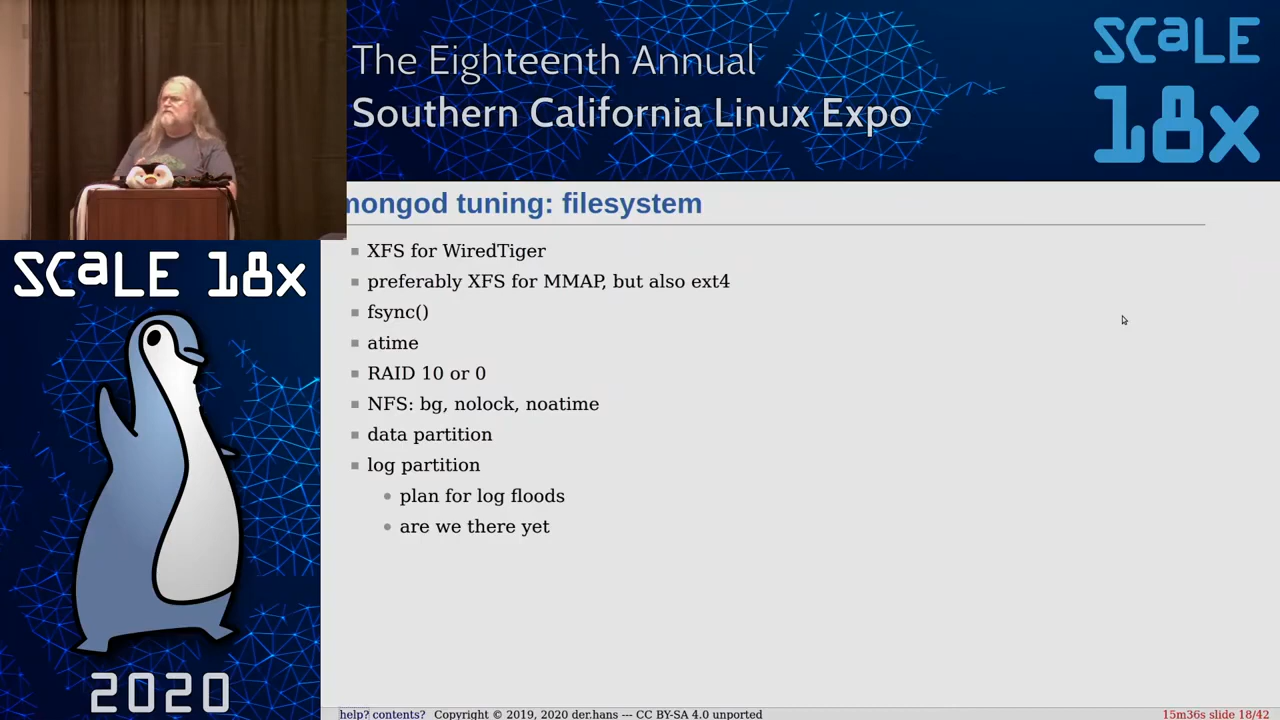 The Eighteenth Annual
Southern California Linux Expo
SCaLE
18x
mongod tuning: filesystem
XFS for WiredTiger
preferably XFS for MMAP, but also ext4
fsync()
atime
RAID 10 or 0
NFS: bg, nolock, noatime
data partition
log partition
plan for log floods
are we there yet
SCaLE 18x
2020
help? contents? Copyright © 2019, 2020 der.hans --- CC BY-SA 4.0 unported
15m36s slide 18/42